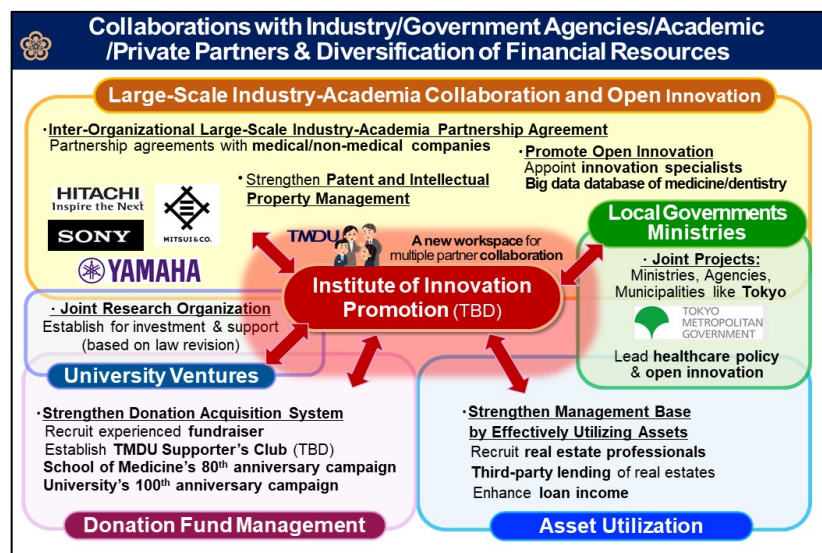 Collaborations with Industry/Government Agencies/Academic
/Private Partners & Diversification of Financial Resources
Large-Scale Industry-Academia Collaboration and Open Innovation
・Inter-Organizational Large-Scale Industry-Academia Partnership Agreement
Partnership agreements with medical/non-medical companies
・Promote Open Innovation
Appoint innovation specialists
Big data database of medicine/dentistry
• Strengthen Patent and Intellectual
Property Management
HITACHI
Inspire the Next
SONY
MITSUI & CO.
YAMAHA
TMDU
A new workspace for
multiple partner collaboration
Institute of Innovation
Promotion (TBD)
Local Governments
Ministries
・Joint Projects:
Ministries, Agencies,
Municipalities like Tokyo
TOKYO
METROPOLITAN
GOVERNMENT
Lead healthcare policy
& open innovation
・Joint Research Organization
Establish for investment & support
(based on law revision)
University Ventures
・Strengthen Donation Acquisition System
Recruit experienced fundraiser
Establish TMDU Supporter's Club (TBD)
School of Medicine's 80th anniversary campaign
University's 100th anniversary campaign
Donation Fund Management
・Strengthen Management Base
by Effectively Utilizing Assets
Recruit real estate professionals
Third-party lending of real estates
Enhance loan income
Asset Utilization